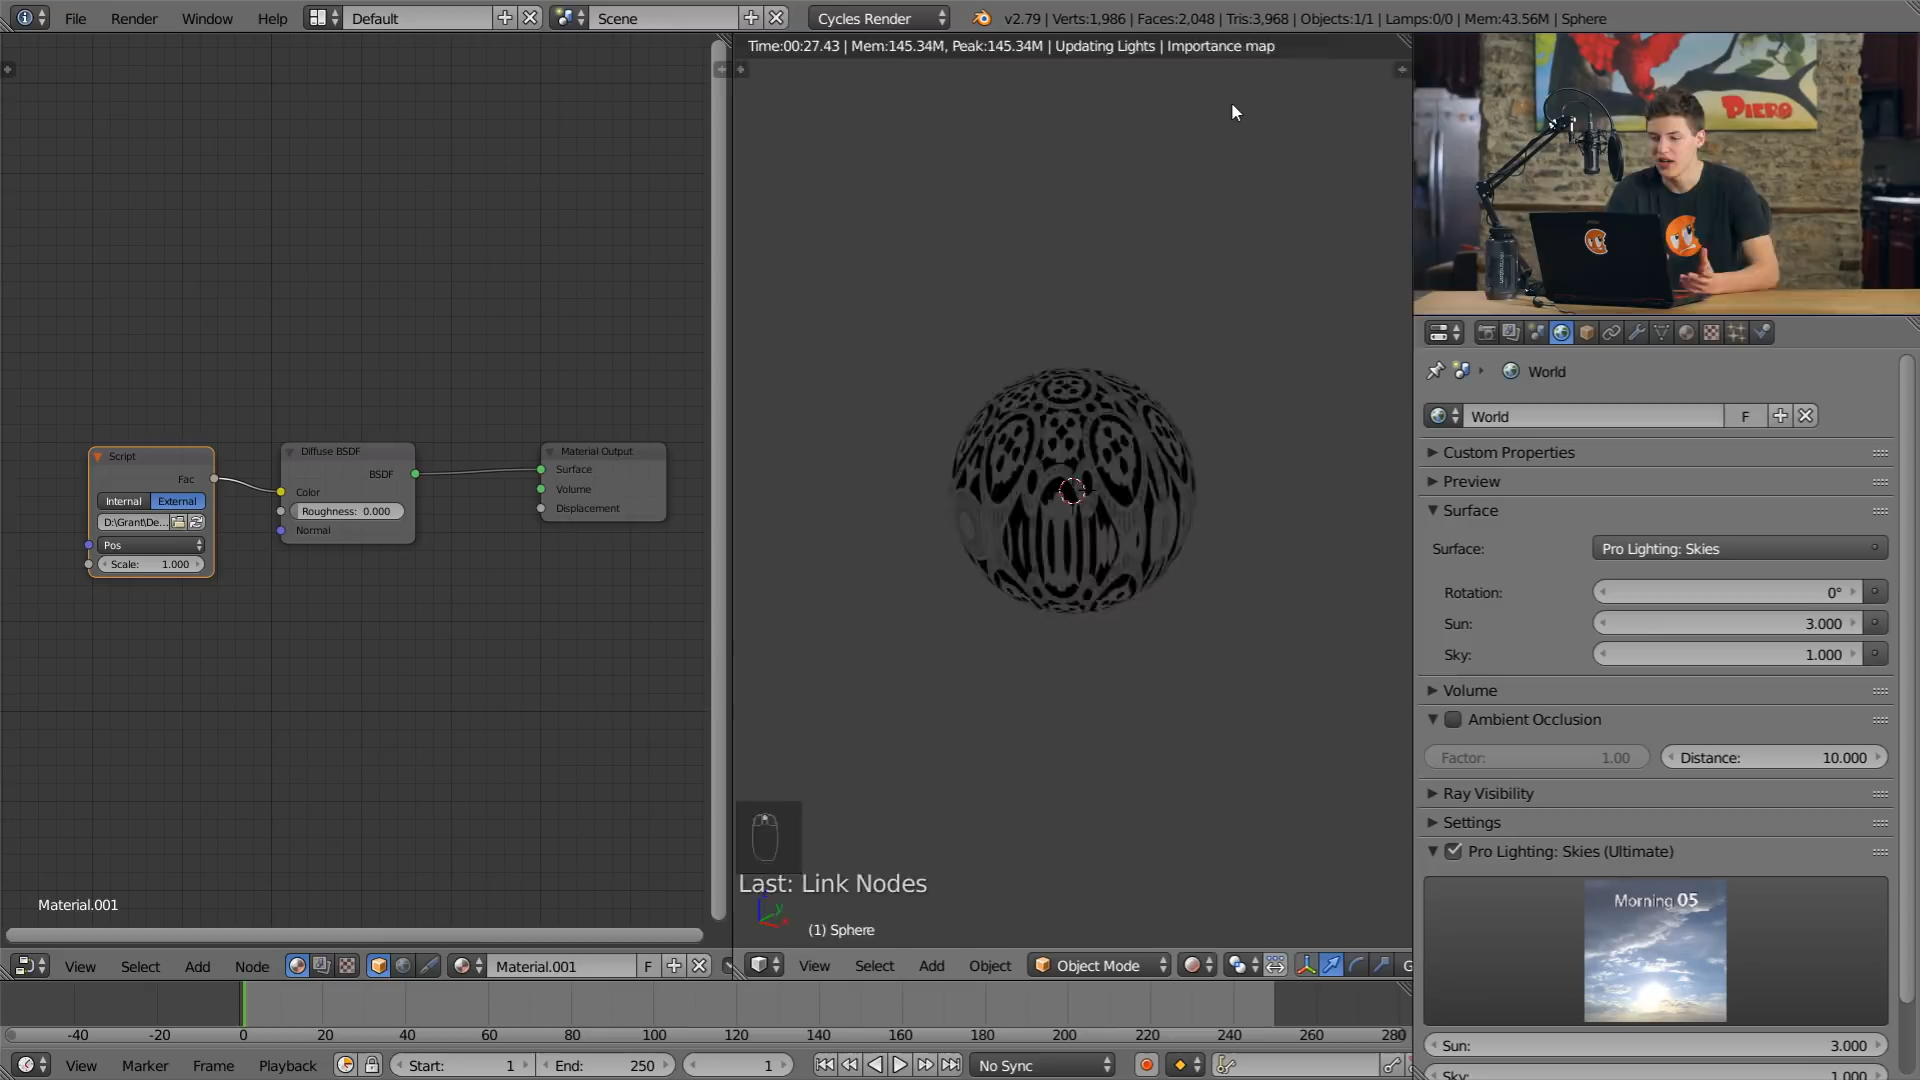 File Render Window Help Default Scene Cycles Render v2.79 | Verts:1,986 | Faces:2,048 | Tris:3,968 | Objects:1/1 | Lamps:0/0 | Mem:43.56M | Sphere
Time:00:27.43 | Mem:145.34M, Peak:145.34M | Updating Lights | Importance map
PIERO
World
World F
Custom Properties
Preview
Surface
Surface: Pro Lighting: Skies
Rotation: 0°
Sun: 3.000
Sky: 1.000
Volume
Ambient Occlusion
Factor: 1.00 Distance: 10.000
Ray Visibility
Settings
Pro Lighting: Skies (Ultimate)
Morning 05
Sun: 3.000
Sky: 1.000
Script
Fac
Internal External
D:\Grant\De...
Pos
Scale: 1.000
Diffuse BSDF
BSDF
Color
Roughness: 0.000
Normal
Material Output
Surface
Volume
Displacement
Material.001
Last: Link Nodes
(1) Sphere
View Select Add Node Material.001 F
View Select Add Object Object Mode G
-40 -20 0 20 40 60 80 100 120 140 160 180 200 220 240 260 280
View Marker Frame Playback Start: 1 End: 250 1 No Sync